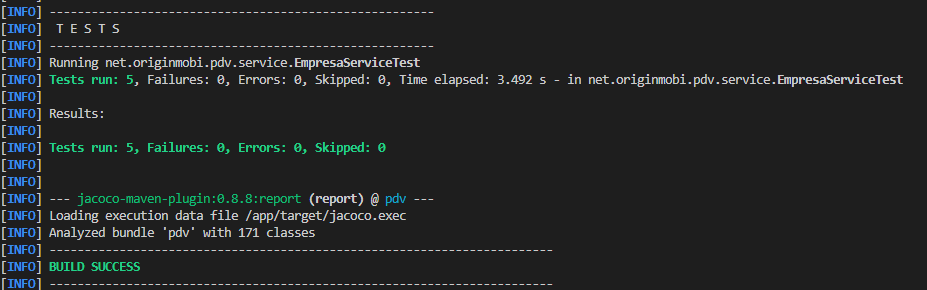 [INFO] -------------------------------------------------------
[INFO]  T E S T S
[INFO] -------------------------------------------------------
[INFO] Running net.originmobi.pdv.service.EmpresaServiceTest
[INFO] Tests run: 5, Failures: 0, Errors: 0, Skipped: 0, Time elapsed: 3.492 s - in net.originmobi.pdv.service.EmpresaServiceTest
[INFO]
[INFO] Results:
[INFO]
[INFO] Tests run: 5, Failures: 0, Errors: 0, Skipped: 0
[INFO]
[INFO]
[INFO] --- jacoco-maven-plugin:0.8.8:report (report) @ pdv ---
[INFO] Loading execution data file /app/target/jacoco.exec
[INFO] Analyzed bundle 'pdv' with 171 classes
[INFO] ------------------------------------------------------------------------
[INFO] BUILD SUCCESS
[INFO] ------------------------------------------------------------------------